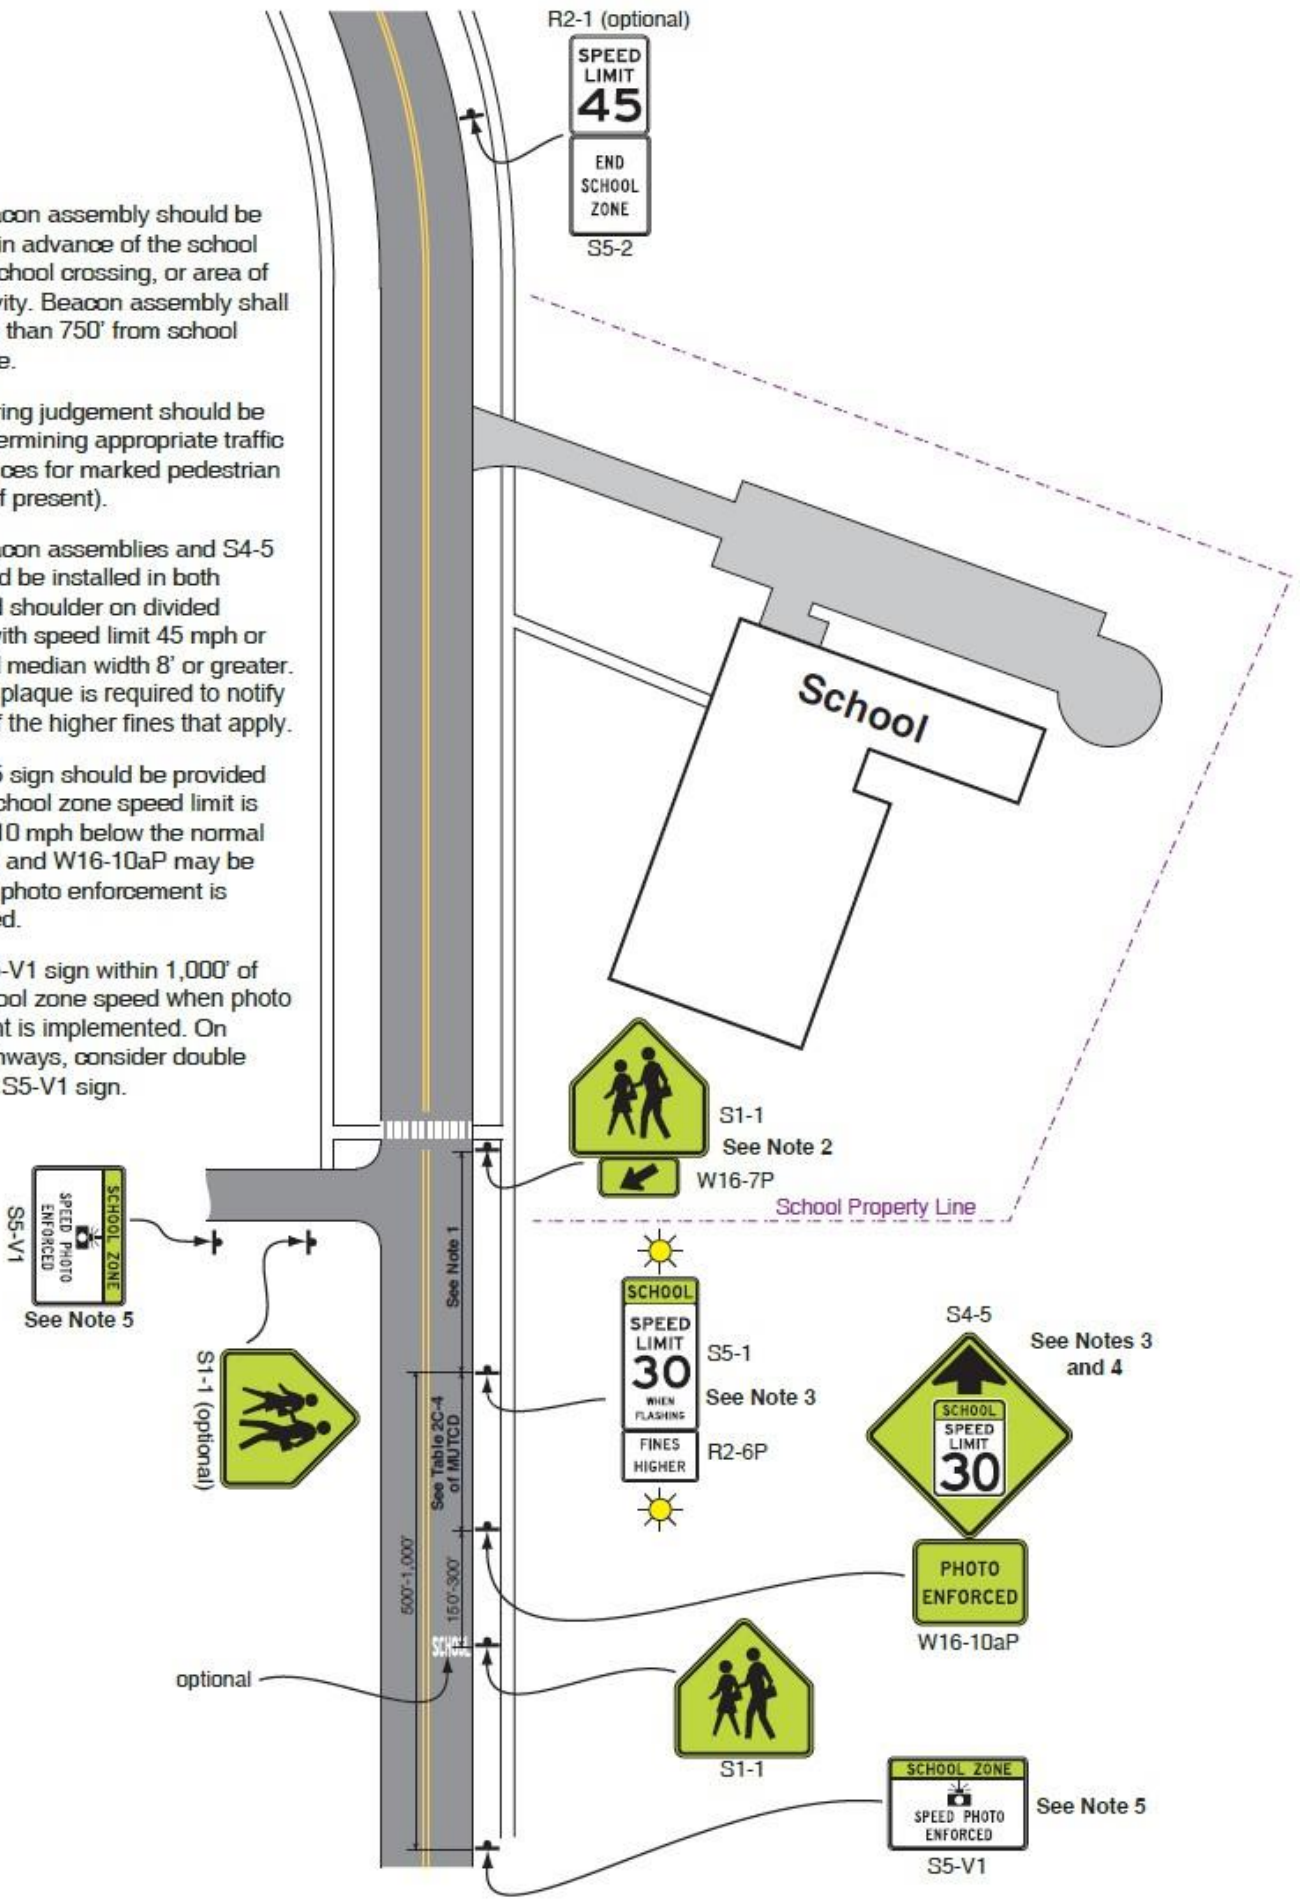 R2-1 (optional)
SPEED
LIMIT
45
END
SCHOOL
ZONE
S5-2
acon assembly should be
in advance of the school
chool crossing, or area of
vity. Beacon assembly shall
than 750' from school
e.
ring judgement should be
ermining appropriate traffic
ces for marked pedestrian
if present).
acon assemblies and S4-5
d be installed in both
d shoulder on divided
with speed limit 45 mph or
d median width 8' or greater.
plaque is required to notify
f the higher fines that apply.
5 sign should be provided
school zone speed limit is
10 mph below the normal
and W16-10aP may be
photo enforcement is
ed.
-V1 sign within 1,000' of
ool zone speed when photo
nt is implemented. On
hways, consider double
S5-V1 sign.
School
S1-1
See Note 2
W16-7P
School Property Line
SCHOOL ZONE
SPEED PHOTO
ENFORCED
S5-V1
See Note 5
S1-1 (optional)
See Note 1
SCHOOL
SPEED
LIMIT
30
WHEN
FLASHING
S5-1
See Note 3
FINES
HIGHER
R2-6P
S4-5
See Notes 3
and 4
SCHOOL
SPEED
LIMIT
30
PHOTO
ENFORCED
W16-10aP
See Table 2C-4
of MUTCD
500'-1,000'
150'-300'
SCHOOL
optional
S1-1
SCHOOL ZONE
SPEED PHOTO
ENFORCED
See Note 5
S5-V1